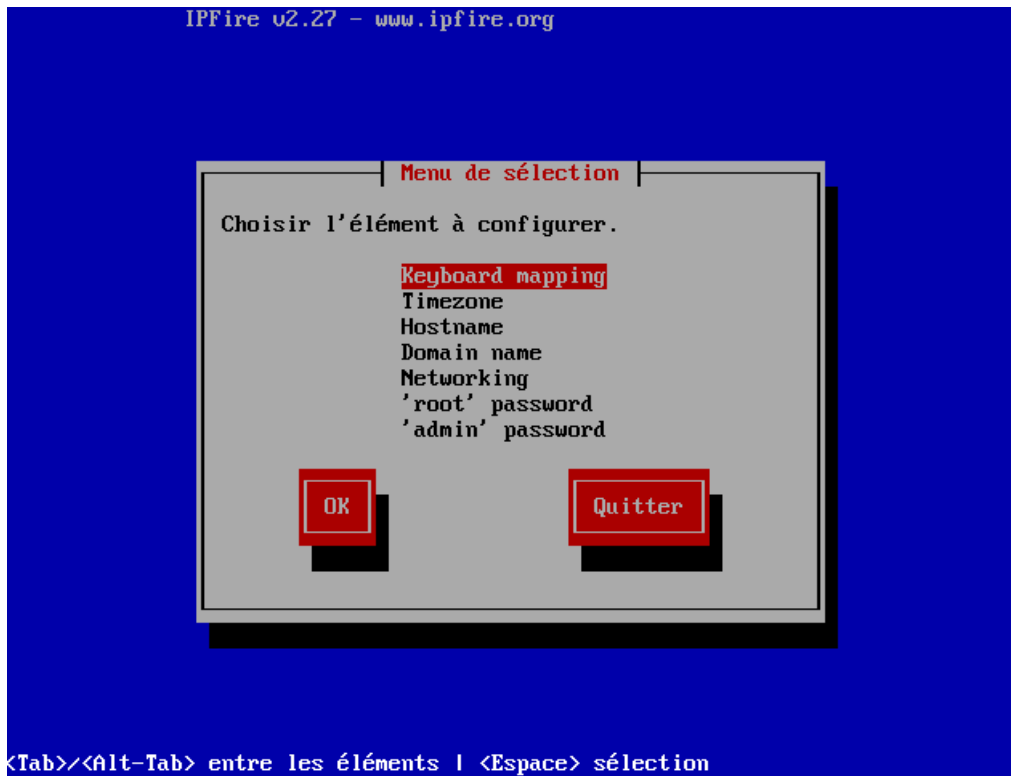 IPFire v2.27 - www.ipfire.org
Menu de sélection
Choisir l'élément à configurer.
Keyboard mapping
Timezone
Hostname
Domain name
Networking
'root' password
'admin' password
OK
Quitter
<Tab>/<Alt-Tab> entre les éléments | <Espace> sélection